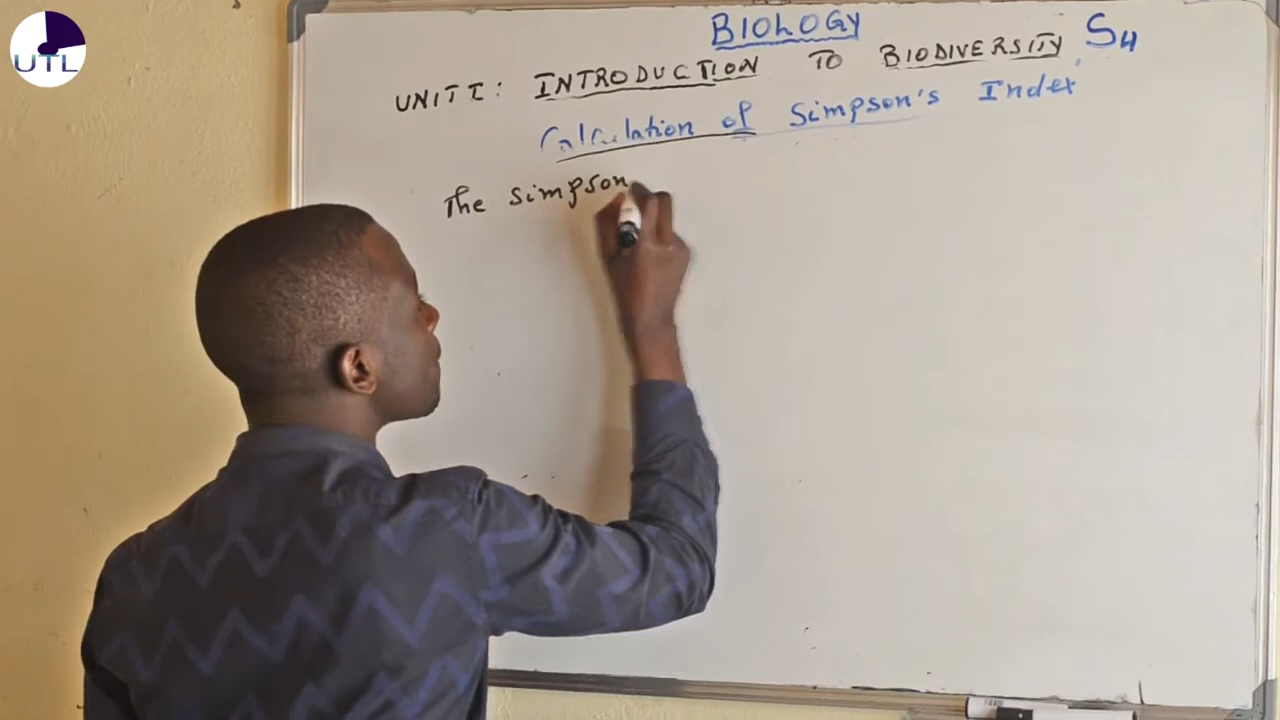 UTL
BIOLOGY
S4
UNIT I: INTRODUCTION TO BIODIVERSITY
Calculation of Simpson's Index
The Simpson